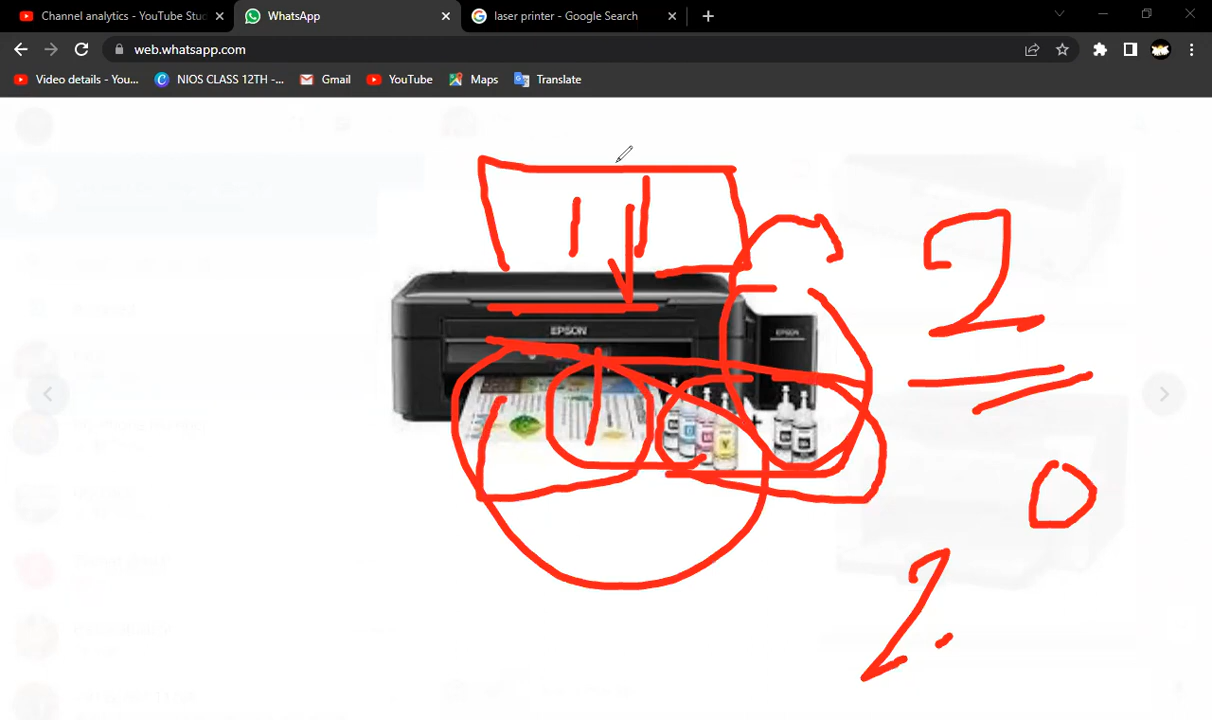 Channel analytics - YouTube Stud
WhatsApp
laser printer - Google Search
web.whatsapp.com
Video details - You...
NIOS CLASS 12TH -...
Gmail
YouTube
Maps
Translate
EPSON
EPSON
2
0
2.